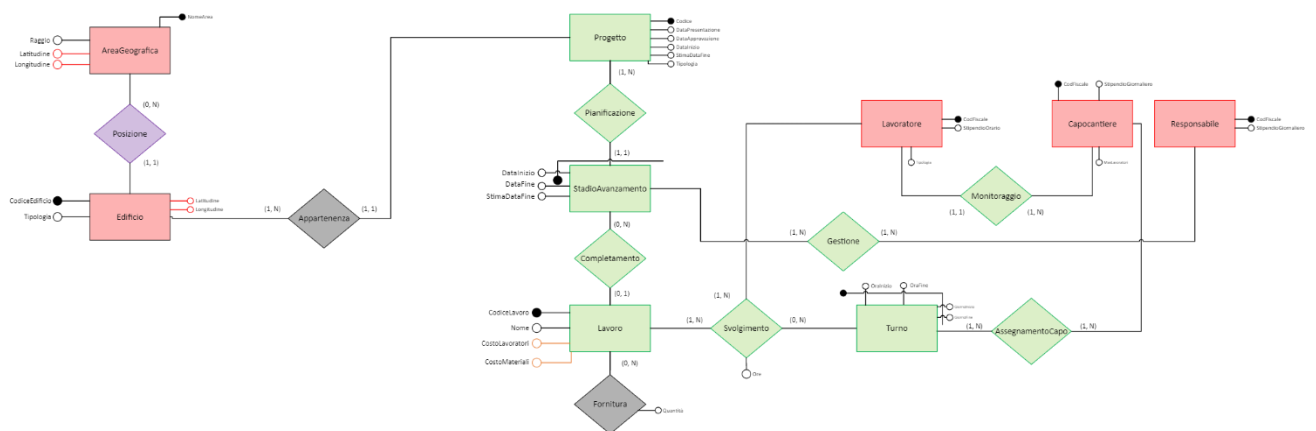 NomeArea
Raggio
Latitudine
Longitudine
AreaGeografica
(0, N)
Posizione
(1, 1)
CodiceEdificio
Tipologia
Edificio
Latitudine
Longitudine
(1, N)
Appartenenza
(1, 1)
Progetto
Codice
DataPresentazione
DataApprovazione
DataInizio
StimaDataFine
Tipologia
(1, N)
Pianificazione
(1, 1)
DataInizio
DataFine
StimaDataFine
StadioAvanzamento
(0, N)
Completamento
(0, 1)
CodiceLavoro
Nome
CostoLavoratori
CostoMateriali
Lavoro
(0, N)
Fornitura
Quantità
(1, N)
(1, N)
Svolgimento
(0, N)
Ore
Lavoratore
CodFiscale
StipendioOrario
CodFiscale
StipendioGiornaliero
Capocantiere
Responsabile
CodFiscale
StipendioGiornaliero
Monitoraggio
(1, 1)
(1, N)
(1, N)
Gestione
(1, N)
OraInizio
OraFine
Turno
(1, N)
AssegnamentoCapo
(1, N)